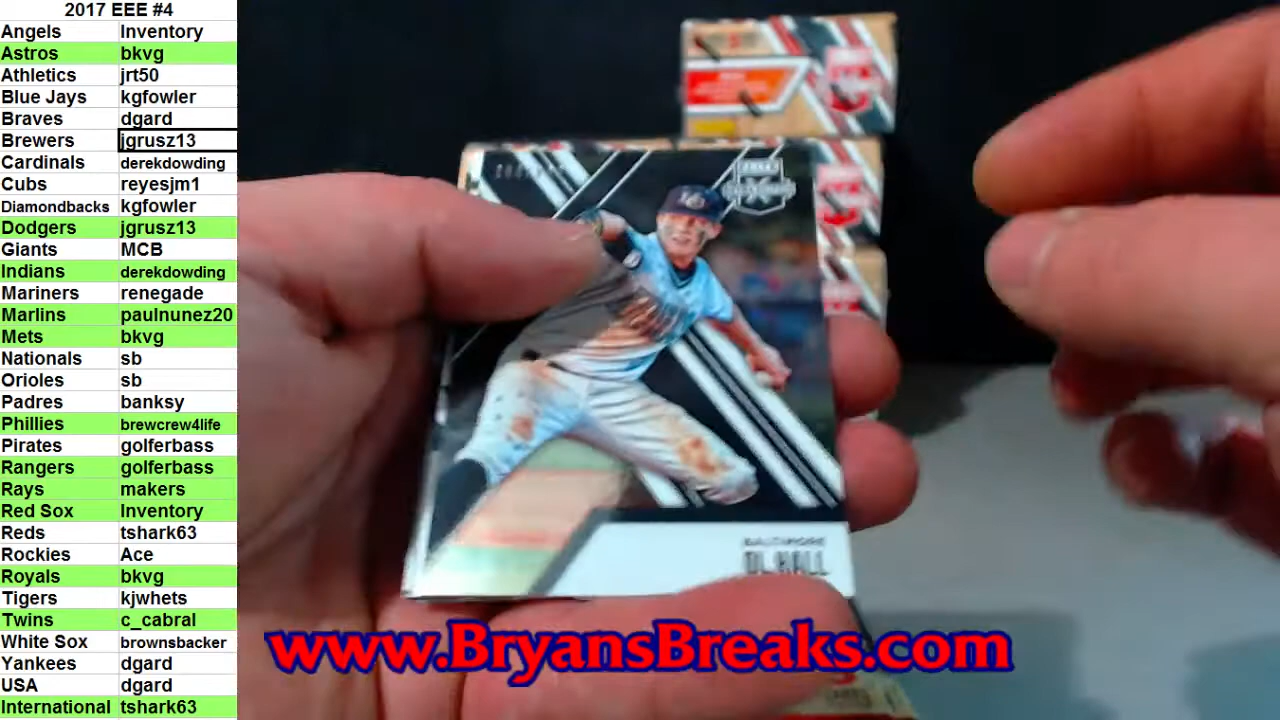 2017 EEE #4
Angels Inventory
Astros bkvg
Athletics jrt50
Blue Jays kgfowler
Braves dgard
Brewers jgrusz13
Cardinals derekdowding
Cubs reyesjm1
Diamondbacks kgfowler
Dodgers jgrusz13
Giants MCB
Indians derekdowding
Mariners renegade
Marlins paulnunez20
Mets bkvg
Nationals sb
Orioles sb
Padres banksy
Phillies brewcrew4life
Pirates golferbass
Rangers golferbass
Rays makers
Red Sox Inventory
Reds tshark63
Rockies Ace
Royals bkvg
Tigers kjwhets
Twins c_cabral
White Sox brownsbacker
Yankees dgard
USA dgard
International tshark63
BALTIMORE
DL HALL
www.BryansBreaks.com